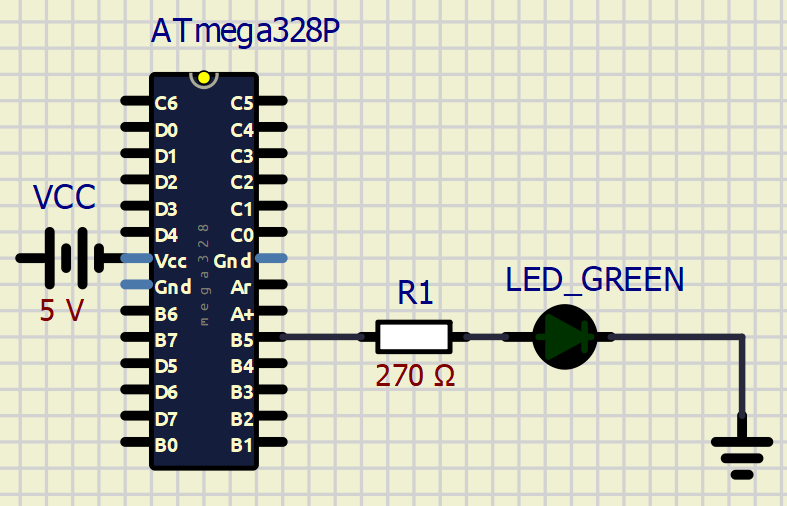 ATmega328P
C6 C5
D0 C4
D1 C3
D2 C2
D3 C1
D4 C0
Vcc Gnd
Gnd Ar
B6 A+
B7 B5
D5 B4
D6 B3
D7 B2
B0 B1
mega328
VCC
5 V
R1
270 Ω
LED_GREEN